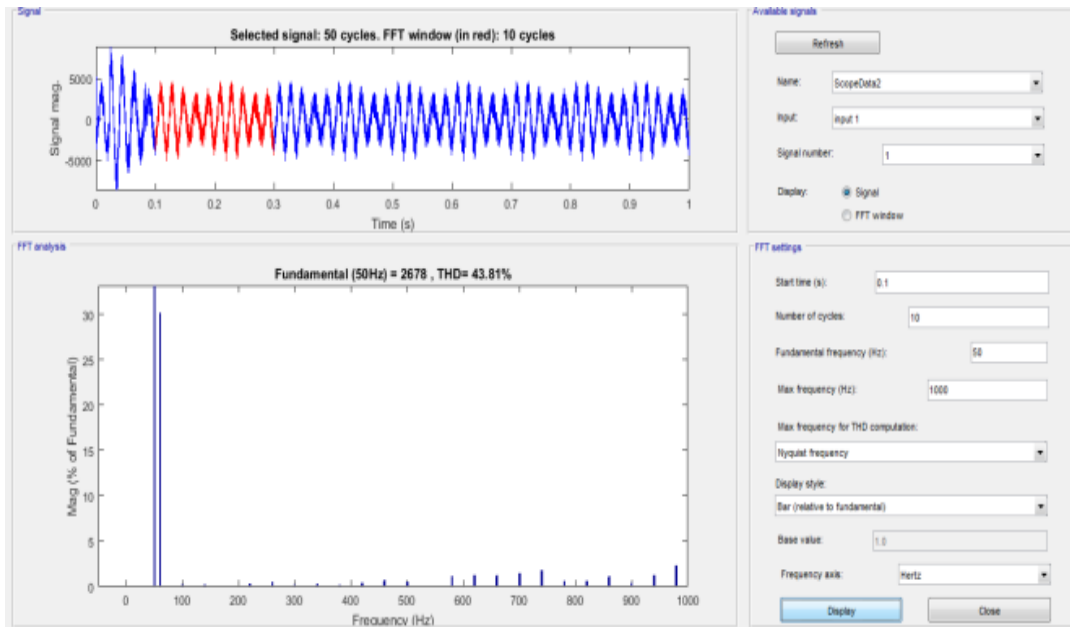 Signal
Selected signal: 50 cycles. FFT window (in red): 10 cycles
5000
0
-5000
Signal mag.
0 0.1 0.2 0.3 0.4 0.5 0.6 0.7 0.8 0.9 1
Time (s)
FFT analysis
Fundamental (50Hz) = 2678 , THD= 43.81%
30
25
20
15
10
5
0
Mag (% of Fundamental)
0 100 200 300 400 500 600 700 800 900 1000
Frequency (Hz)
Available signals
Refresh
Name: ScopeData2
Input: input 1
Signal number: 1
Display: Signal
FFT window
FFT settings
Start time (s): 0.1
Number of cycles: 10
Fundamental frequency (Hz): 50
Max frequency (Hz): 1000
Max frequency for THD computation:
Nyquist frequency
Display style:
Bar (relative to fundamental)
Base value: 1.0
Frequency axis: Hertz
Display Close